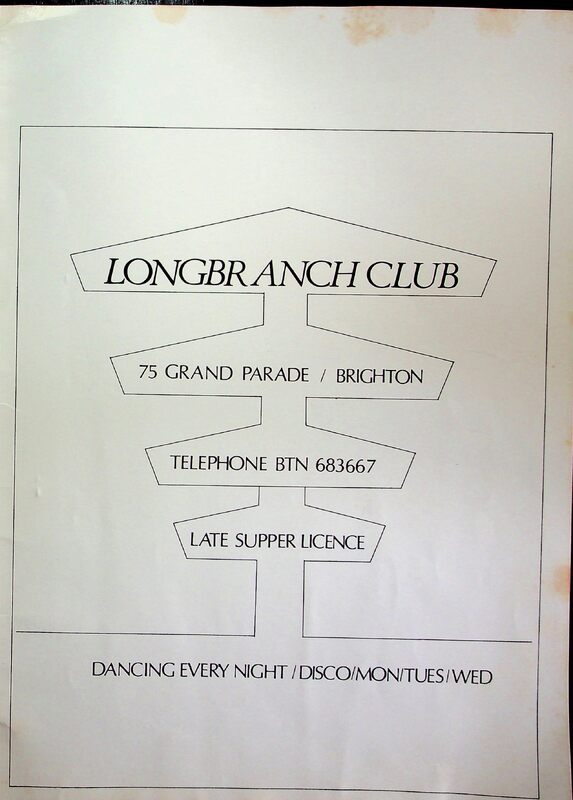 LONGBRANCH CLUB
75 GRAND PARADE / BRIGHTON
TELEPHONE BTN 683667
LATE SUPPER LICENCE
DANCING EVERY NIGHT / DISCO/MON/TUES/WED